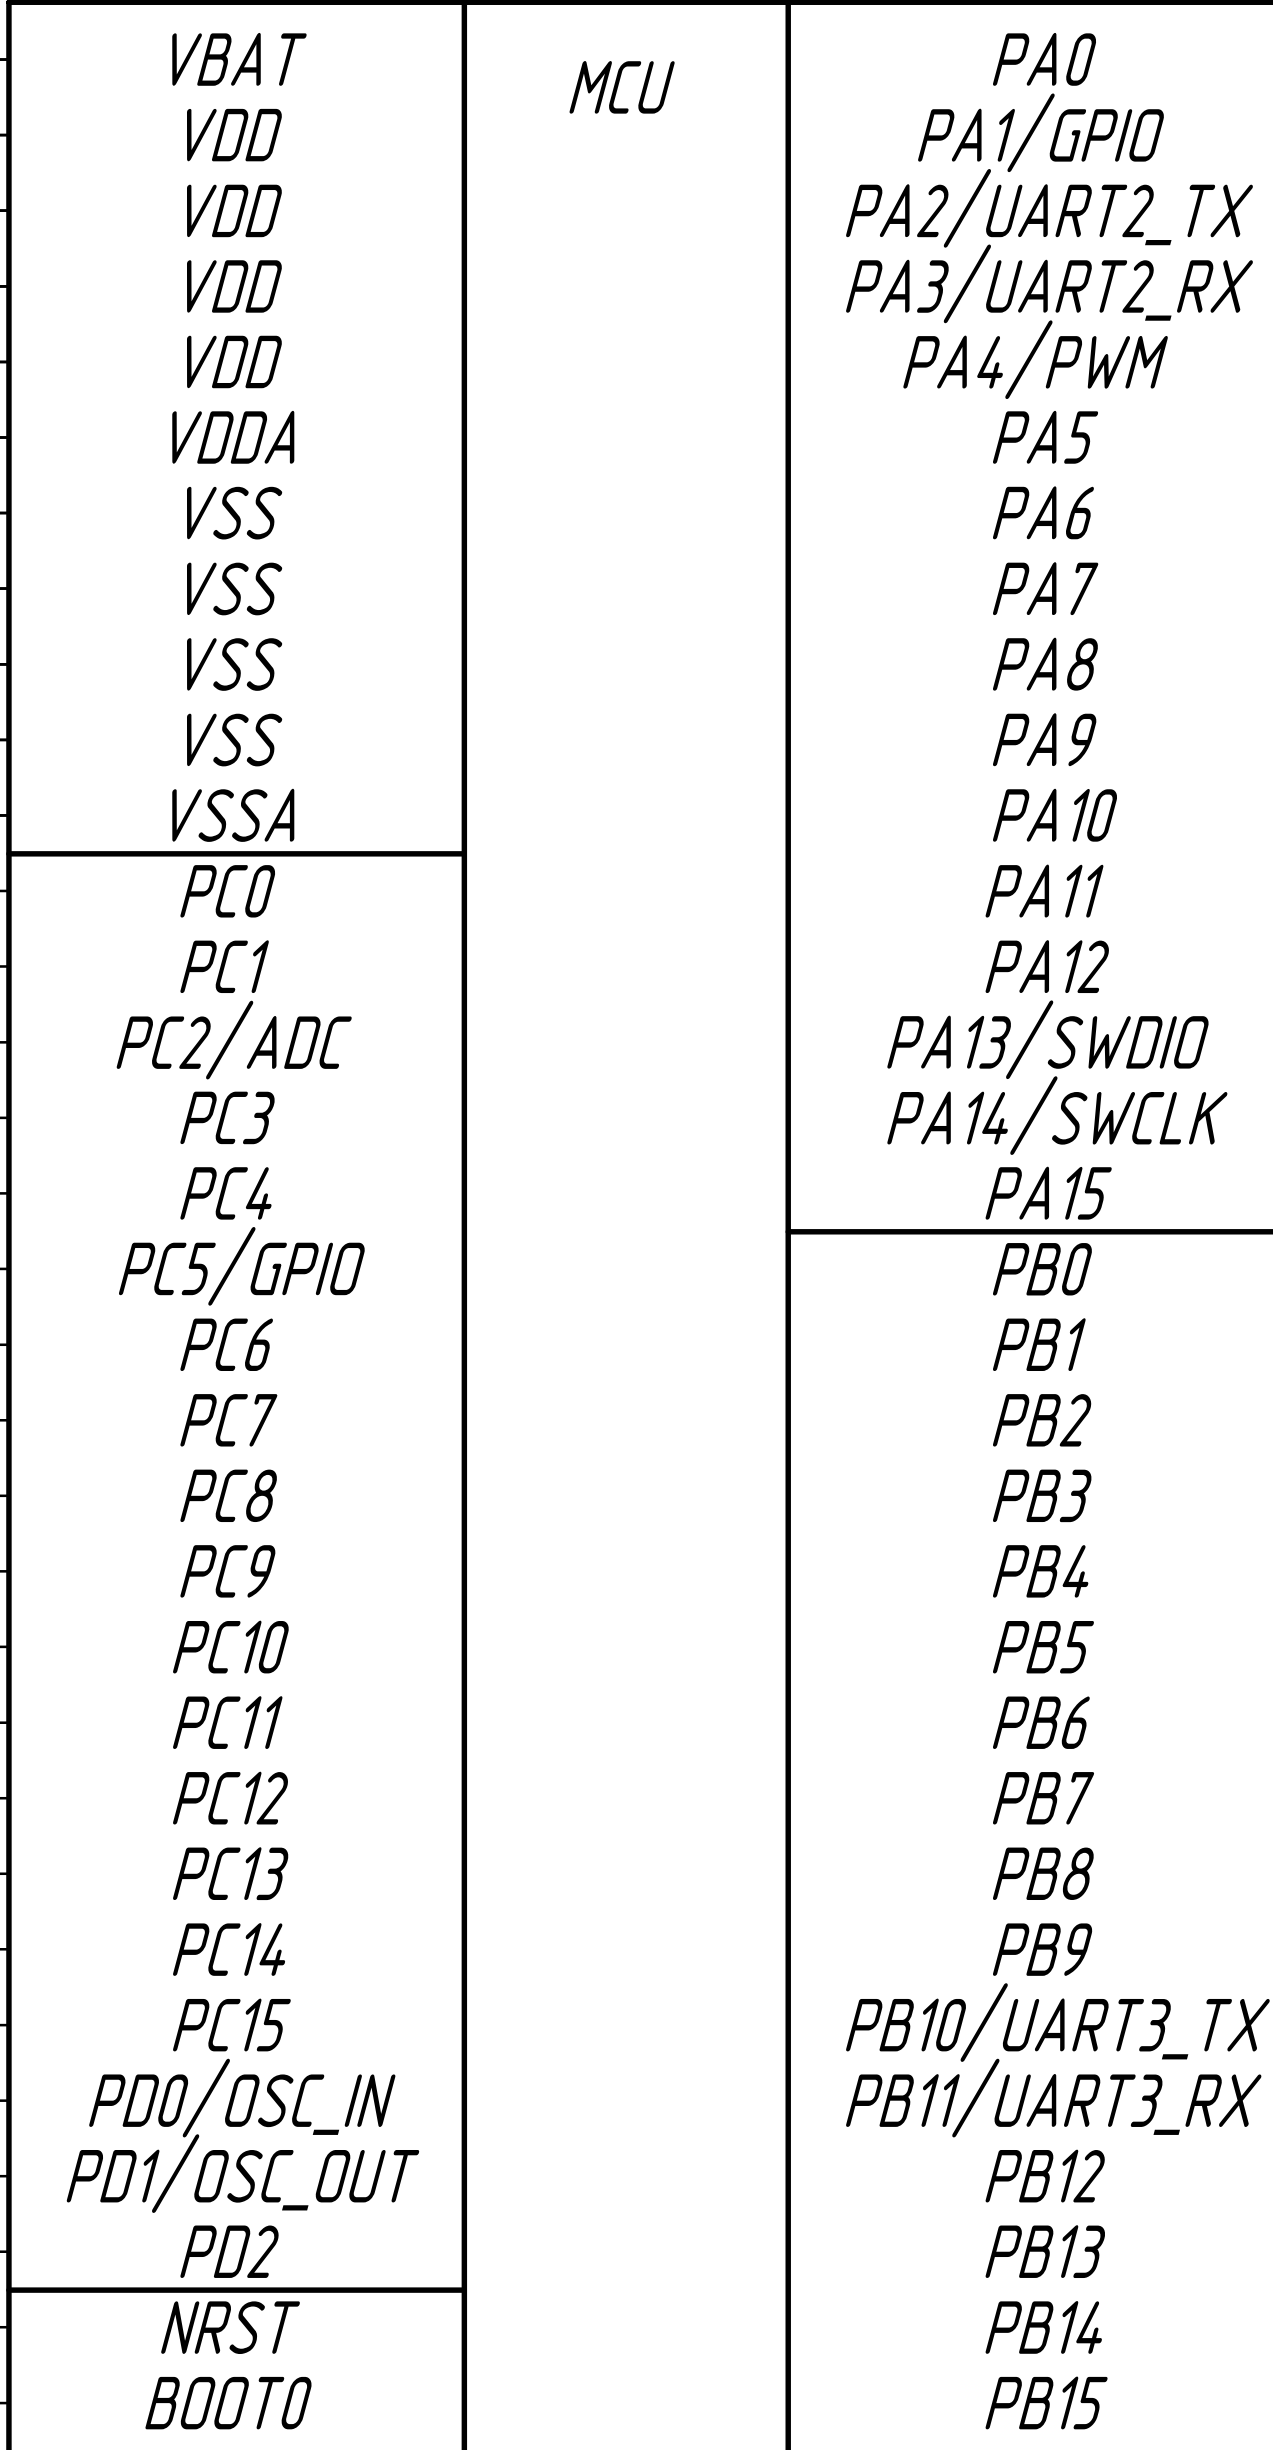 VBAT
VDD
VDD
VDD
VDD
VDDA
VSS
VSS
VSS
VSS
VSSA
PC0
PC1
PC2/ADC
PC3
PC4
PC5/GPIO
PC6
PC7
PC8
PC9
PC10
PC11
PC12
PC13
PC14
PC15
PD0/OSC_IN
PD1/OSC_OUT
PD2
NRST
BOOT0
MCU
PA0
PA1/GPIO
PA2/UART2_TX
PA3/UART2_RX
PA4/PWM
PA5
PA6
PA7
PA8
PA9
PA10
PA11
PA12
PA13/SWDIO
PA14/SWCLK
PA15
PB0
PB1
PB2
PB3
PB4
PB5
PB6
PB7
PB8
PB9
PB10/UART3_TX
PB11/UART3_RX
PB12
PB13
PB14
PB15